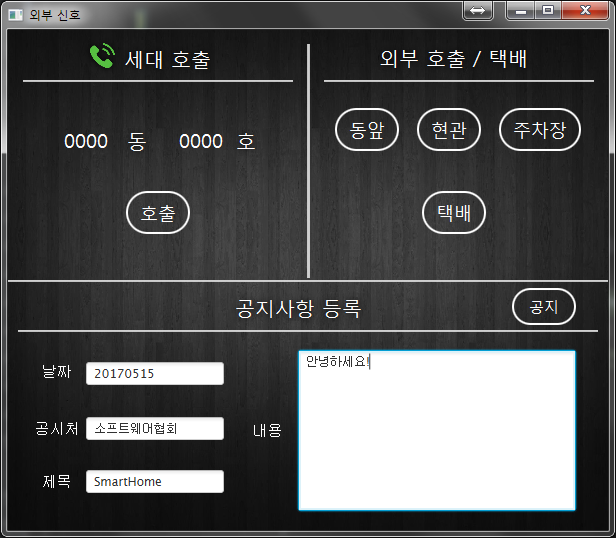 외부 신호
세대 호출
0000 동 0000 호
호출
외부 호출 / 택배
동앞 현관 주차장
택배
공지사항 등록
공지
날짜 20170515
공시처 소프트웨어협회
제목 SmartHome
내용 안녕하세요!